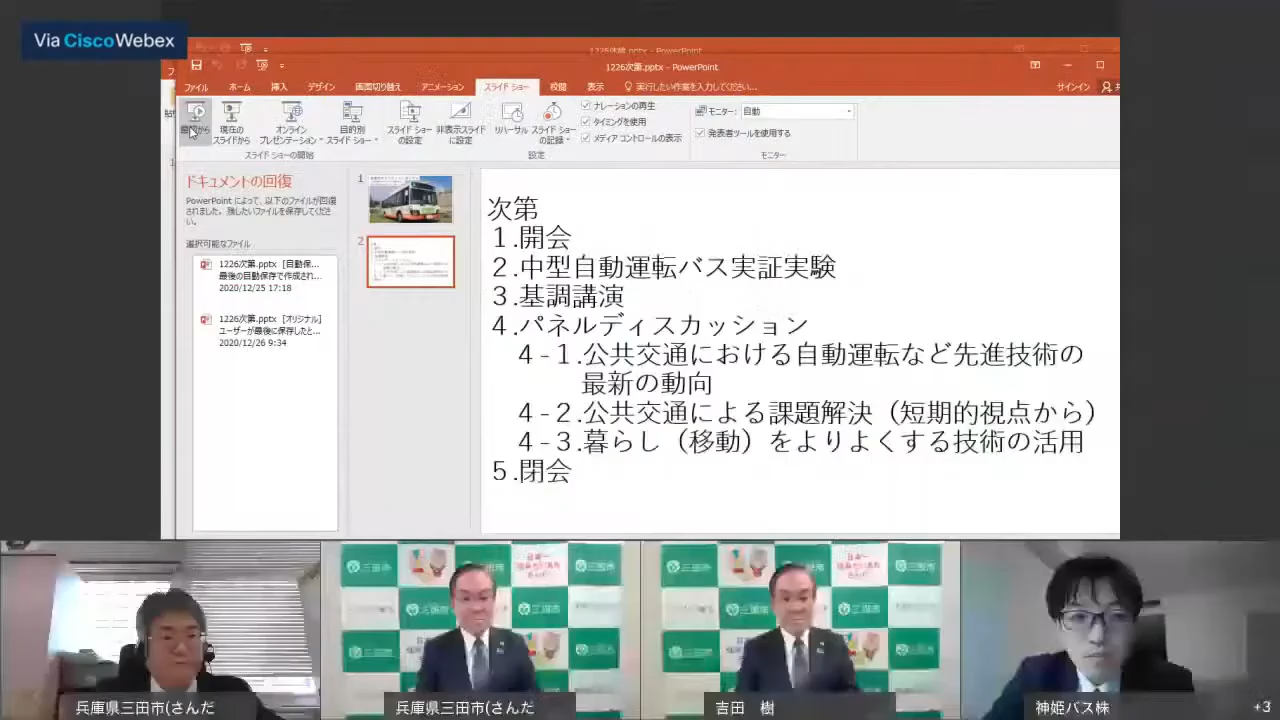 Via Cisco Webex
1226次第.pptx - PowerPoint
ファイル ホーム 挿入 デザイン 画面切り替え アニメーション スライド ショー 校閲 表示 実行したい作業を入力してください... サインイン
現在のスライドから
オンライン プレゼンテーション
目的別 スライド ショー
スライド ショーの設定
非表示スライドに設定
リハーサル
スライド ショーの記録
ナレーションの再生
タイミングを使用
メディア コントロールの表示
モニター: 自動
発表者ツールを使用する
スライド ショーの開始 設定 モニター
ドキュメントの回復
PowerPoint によって、以下のファイルが回復
されました。残したいファイルを保存してくださ
い。
選択可能なファイル
1226次第.pptx [自動保...
最後の自動保存で作成され...
2020/12/25 17:18
1226次第.pptx [オリジナル]
ユーザーが最後に保存したと...
2020/12/26 9:34
1
2
次第
1.開会
2.中型自動運転バス実証実験
3.基調講演
4.パネルディスカッション
4-1.公共交通における自動運転など先進技術の
最新の動向
4-2.公共交通による課題解決（短期的視点から）
4-3.暮らし（移動）をよりよくする技術の活用
5.閉会
三田市
三田市
三田市
三田市
兵庫県三田市(さんだ
兵庫県三田市(さんだ
吉田 樹
神姫バス株
+3